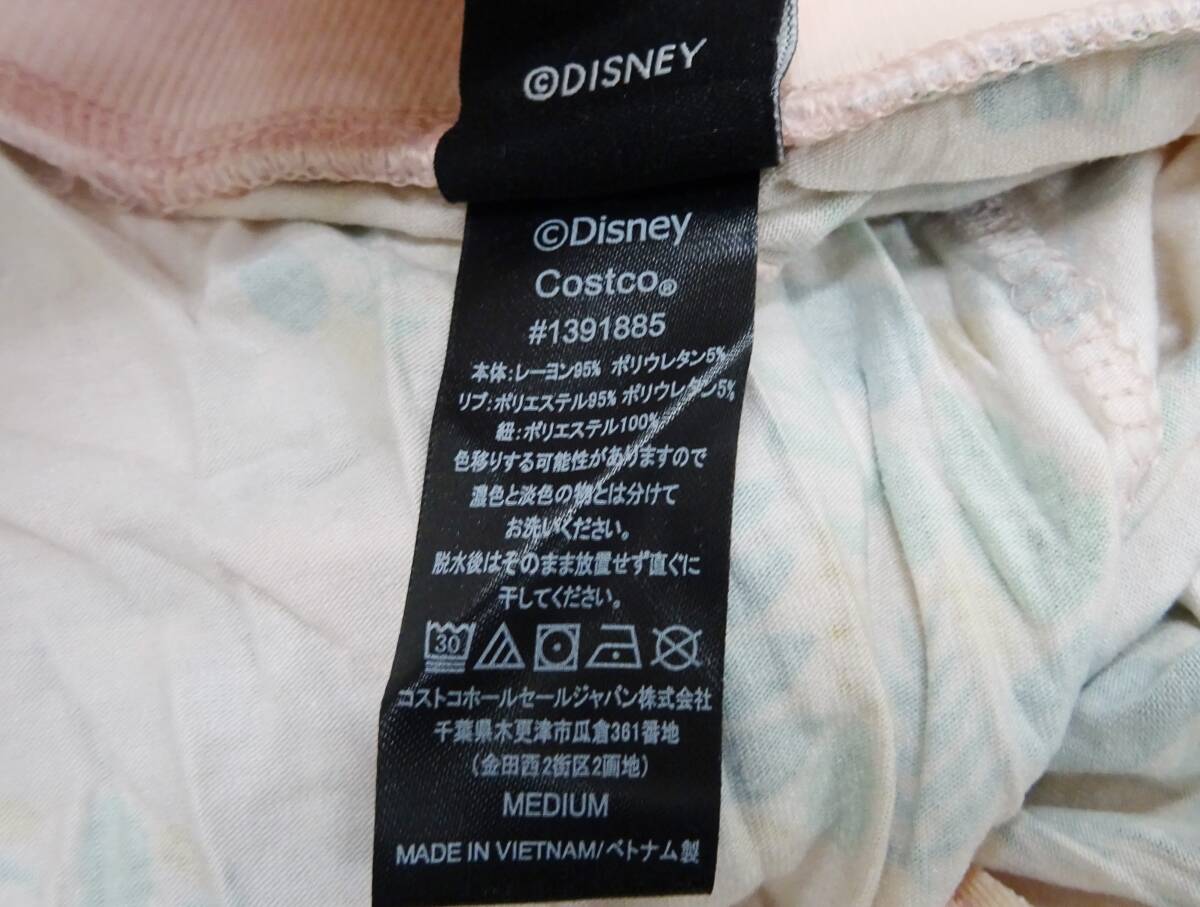 ©DISNEY
©Disney
Costco®
#1391885
本体:レーヨン95% ポリウレタン5%
リブ:ポリエステル95% ポリウレタン5%
紐:ポリエステル100%
色移りする可能性がありますので
濃色と淡色の物とは分けて
お洗いください。
脱水後はそのまま放置せず直ぐに
干してください。
30
コストコホールセールジャパン株式会社
千葉県木更津市瓜倉361番地
(金田西2街区2画地)
MEDIUM
MADE IN VIETNAM/ベトナム製